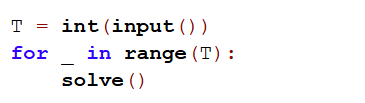 T = int(input())
for _ in range(T):
    solve()